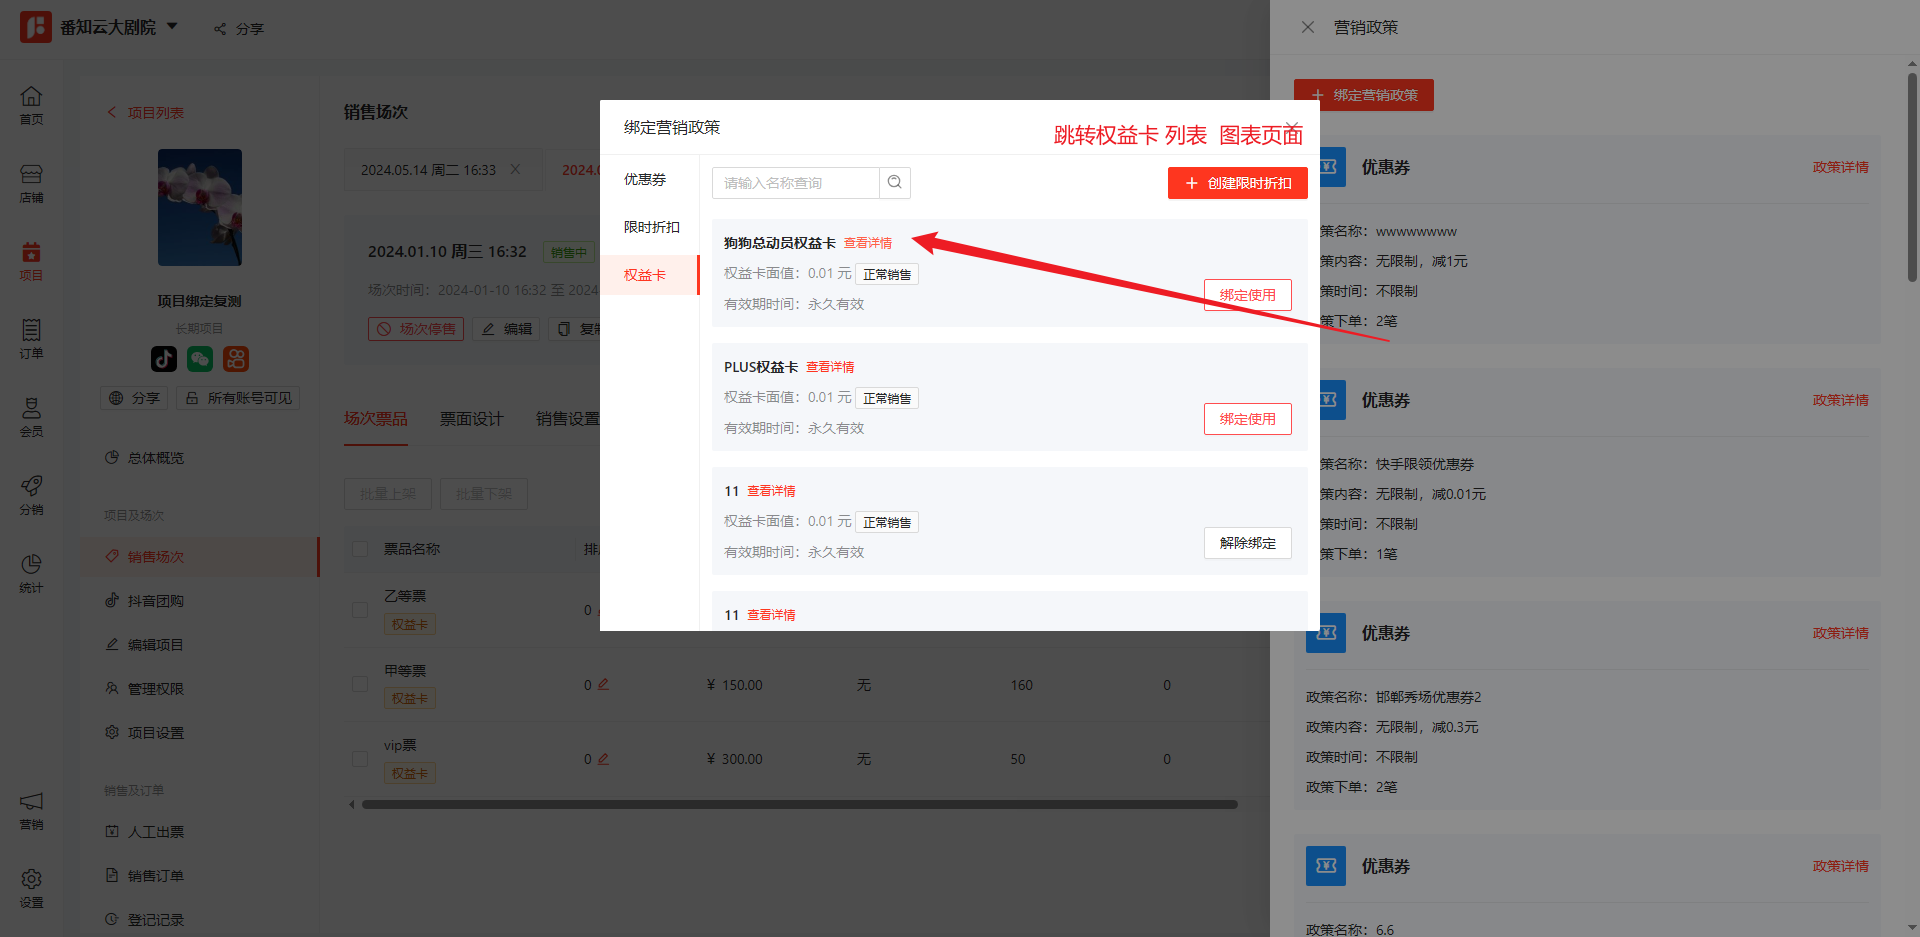 番知云大剧院
分享
首页
店铺
项目
订单
会员
分销
统计
营销
设置
项目列表
项目绑定复测
长期项目
分享
所有账号可见
总体概览
项目及场次
销售场次
抖音团购
编辑项目
管理权限
项目设置
销售及订单
人工出票
销售订单
登记记录
销售场次
2024.05.14 周二 16:33
2024.0
2024.01.10 周三 16:32 销售中
场次时间：2024-01-10 16:32 至 2024
场次停售 编辑
场次票品 票面设计 销售设置
批量上架 批量下架
票品名称
乙等票 0
权益卡
甲等票
权益卡
0 ¥ 150.00 无 160 0
vip票
权益卡
0 ¥ 300.00 无 50 0
绑定营销政策
跳转权益卡 列表 图表页面
优惠券
限时折扣
权益卡
请输入名称查询
创建限时折扣
狗狗总动员权益卡 查看详情
权益卡面值：0.01 元 正常销售
有效期时间：永久有效
绑定使用
PLUS权益卡 查看详情
权益卡面值：0.01 元 正常销售
有效期时间：永久有效
绑定使用
11 查看详情
权益卡面值：0.01 元 正常销售
有效期时间：永久有效
解除绑定
11 查看详情
营销政策
绑定营销政策
优惠券 政策详情
策名称：wwwwwwww
策内容：无限制，减1元
策时间：不限制
策下单：2笔
优惠券 政策详情
策名称：快手限领优惠券
策内容：无限制，减0.01元
策时间：不限制
策下单：1笔
优惠券 政策详情
政策名称：邯郸秀场优惠券2
政策内容：无限制，减0.3元
政策时间：不限制
政策下单：2笔
优惠券 政策详情
政策名称：6.6